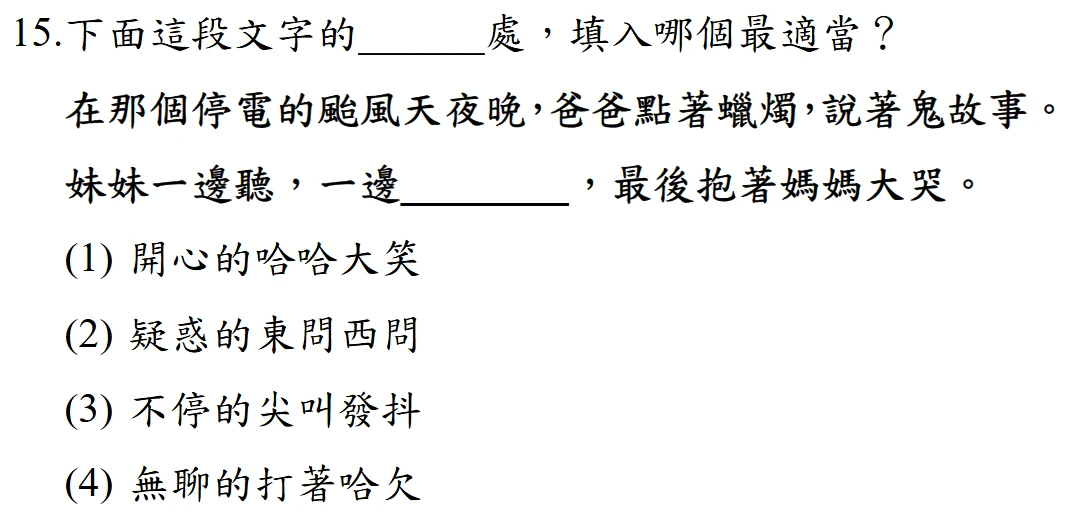 15.下面這段文字的______處，填入哪個最適當？
在那個停電的颱風天夜晚，爸爸點著蠟燭，說著鬼故事。
妹妹一邊聽，一邊________，最後抱著媽媽大哭。
(1) 開心的哈哈大笑
(2) 疑惑的東問西問
(3) 不停的尖叫發抖
(4) 無聊的打著哈欠